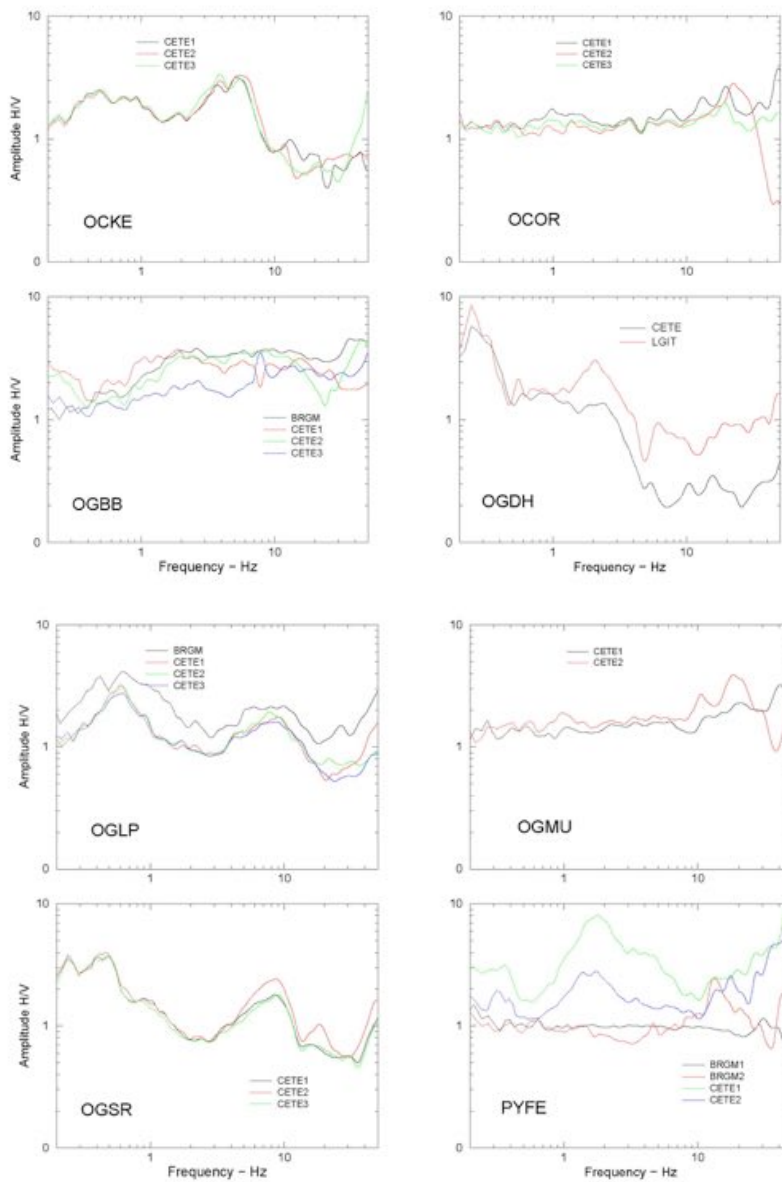 10
CETE1
CETE2
CETE3
Amplitude H/V
1
OCKE
0
1
10
10
CETE1
CETE2
CETE3
1
OCOR
0
1
10
10
Amplitude H/V
1
BRGM
CETE1
CETE2
CETE3
OGBB
0
1
10
Frequency – Hz
10
CETE
LGIT
1
OGDH
0
1
10
Frequency – Hz
10
BRGM
CETE1
CETE2
CETE3
Amplitude H/V
1
OGLP
0
1
10
10
CETE1
CETE2
1
OGMU
0
1
10
10
Amplitude H/V
1
CETE1
CETE2
CETE3
OGSR
0
1
10
Frequency – Hz
10
1
BRGM1
BRGM2
CETE1
CETE2
PYFE
0
1
10
Frequency – Hz